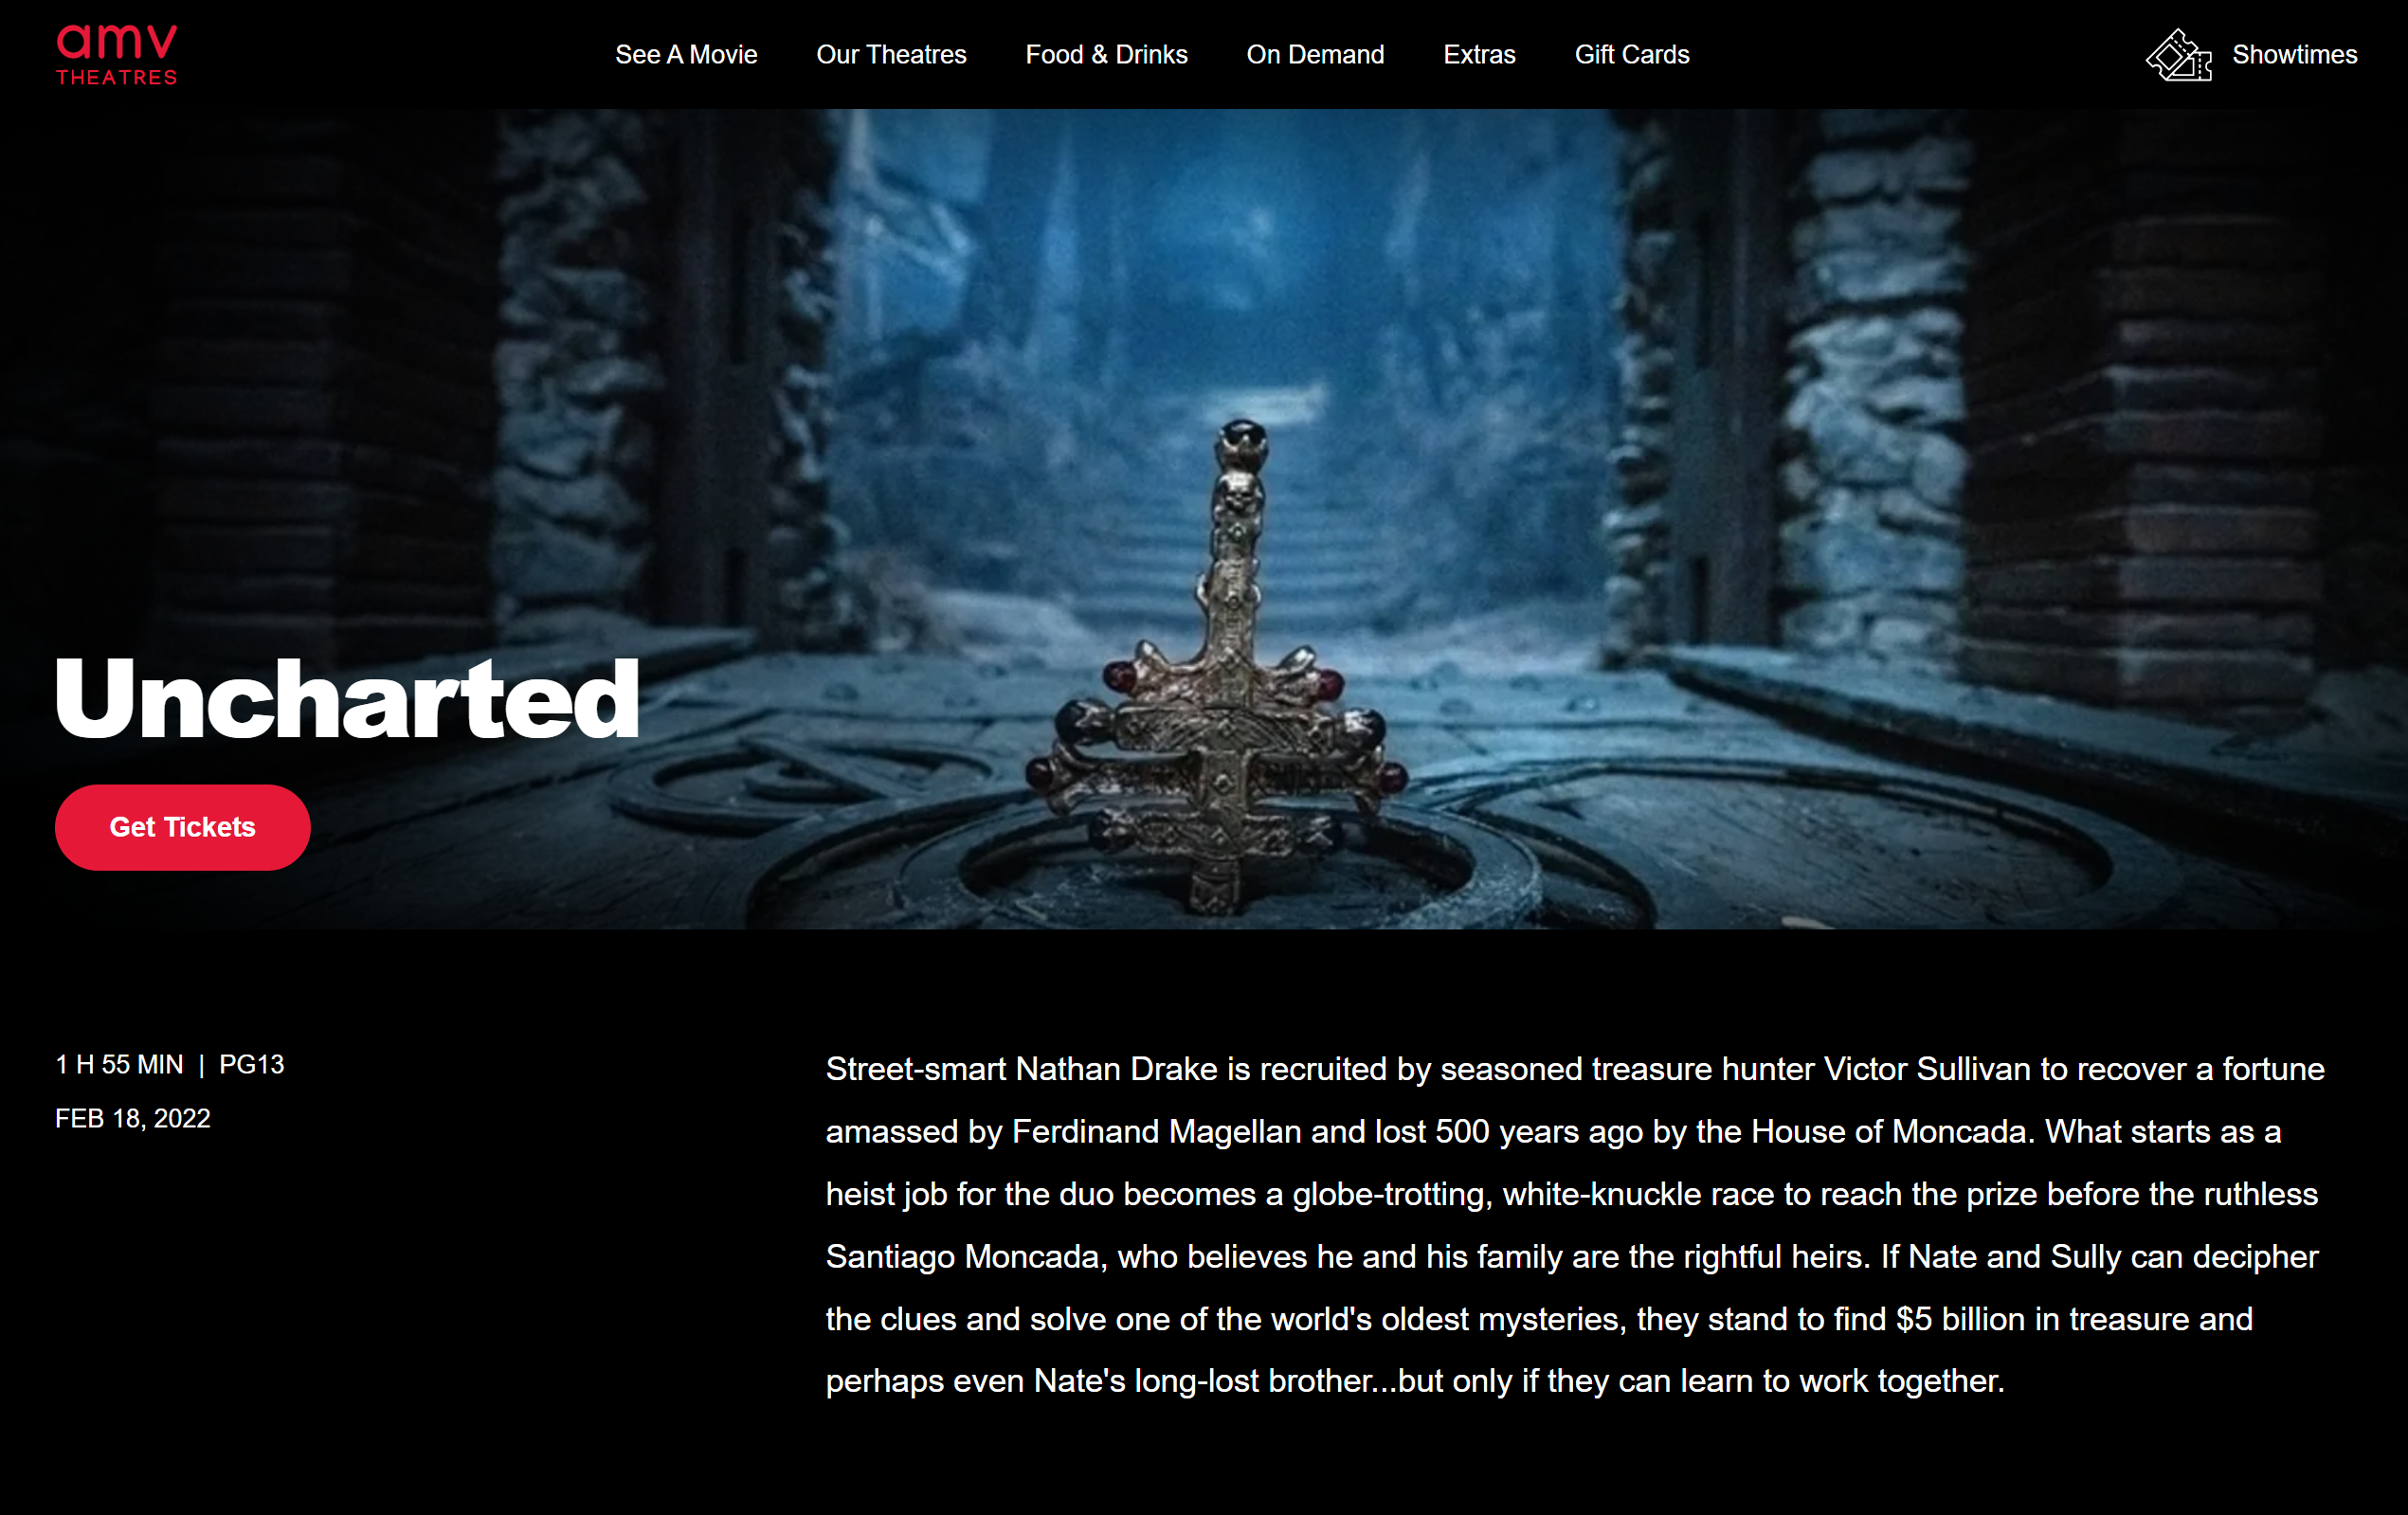 amv
THEATRES
See A Movie
Our Theatres
Food & Drinks
On Demand
Extras
Gift Cards
Showtimes
Uncharted
Get Tickets
1 H 55 MIN | PG13
FEB 18, 2022
Street-smart Nathan Drake is recruited by seasoned treasure hunter Victor Sullivan to recover a fortune
amassed by Ferdinand Magellan and lost 500 years ago by the House of Moncada. What starts as a
heist job for the duo becomes a globe-trotting, white-knuckle race to reach the prize before the ruthless
Santiago Moncada, who believes he and his family are the rightful heirs. If Nate and Sully can decipher
the clues and solve one of the world's oldest mysteries, they stand to find $5 billion in treasure and
perhaps even Nate's long-lost brother...but only if they can learn to work together.